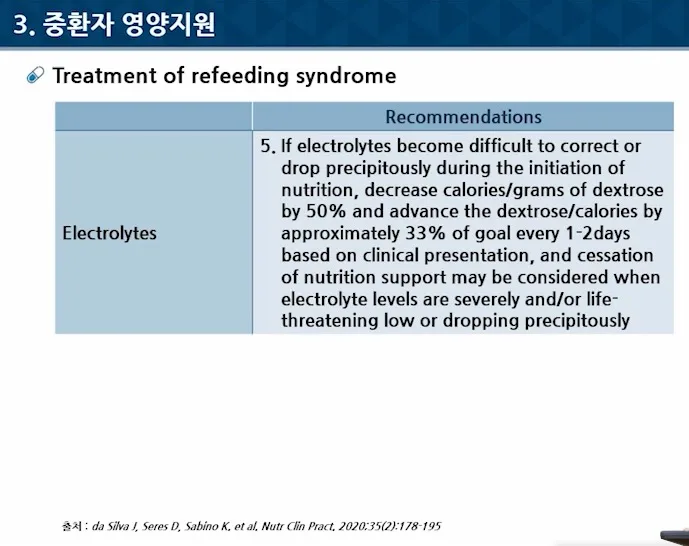 3. 중환자 영양지원
Treatment of refeeding syndrome
Recommendations
Electrolytes
5. If electrolytes become difficult to correct or
drop precipitously during the initiation of
nutrition, decrease calories/grams of dextrose
by 50% and advance the dextrose/calories by
approximately 33% of goal every 1-2days
based on clinical presentation, and cessation
of nutrition support may be considered when
electrolyte levels are severely and/or life-
threatening low or dropping precipitously
출처 : da Silva J, Seres D, Sabino K, et al, Nutr Clin Pract. 2020;35(2):178-195